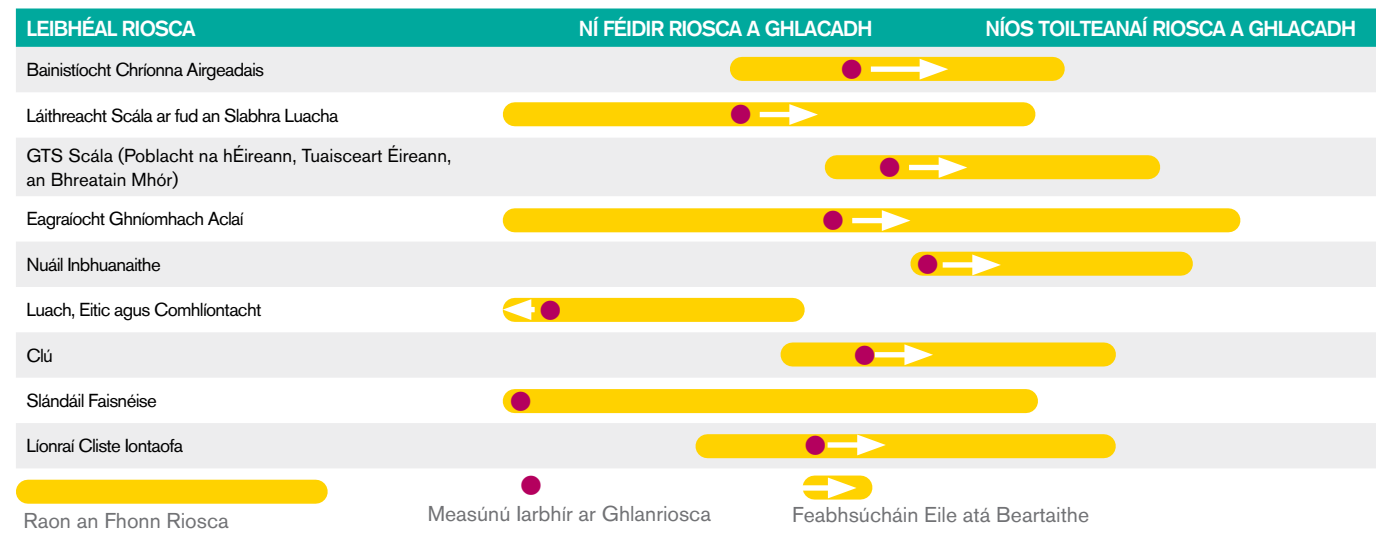 LEIBHÉAL RIOSCA NÍ FÉIDIR RIOSCA A GHLACADH NÍOS TOILTEANAÍ RIOSCA A GHLACADH
Bainistíocht Chríonna Airgeadais
Láithreacht Scála ar fud an Slabhra Luacha
GTS Scála (Poblacht na hÉireann, Tuaisceart Éireann,
an Bhreatain Mhór)
Eagraíocht Ghníomhach Aclaí
Nuáil Inbhuanaithe
Luach, Eitic agus Comhlíontacht
Clú
Slándáil Faisnéise
Líonraí Cliste Iontaofa
Raon an Fhonn Riosca
Measúnú Iarbhír ar Ghlanriosca
Feabhsúcháin Eile atá Beartaithe